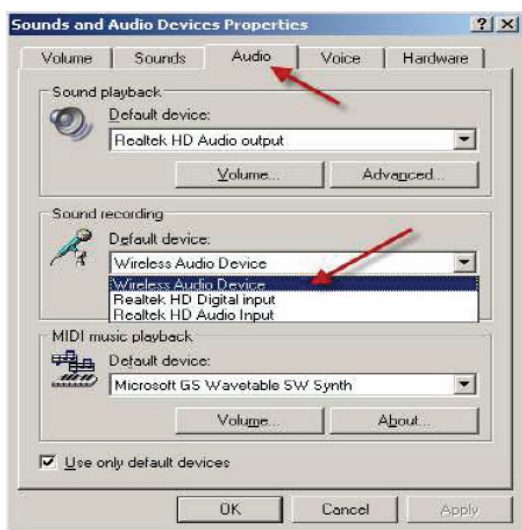 Sounds and Audio Devices Properties
Volume Sounds Audio Voice Hardware
Sound playback
Default device:
Realtek HD Audio output
Volume... Advanced...
Sound recording
Default device:
Wireless Audio Device
Wireless Audio Device
Realtek HD Digital input
Realtek HD Audio Input
MIDI music playback
Default device:
Microsoft GS Wavetable SW Synth
Volume... About...
Use only default devices
OK Cancel Apply